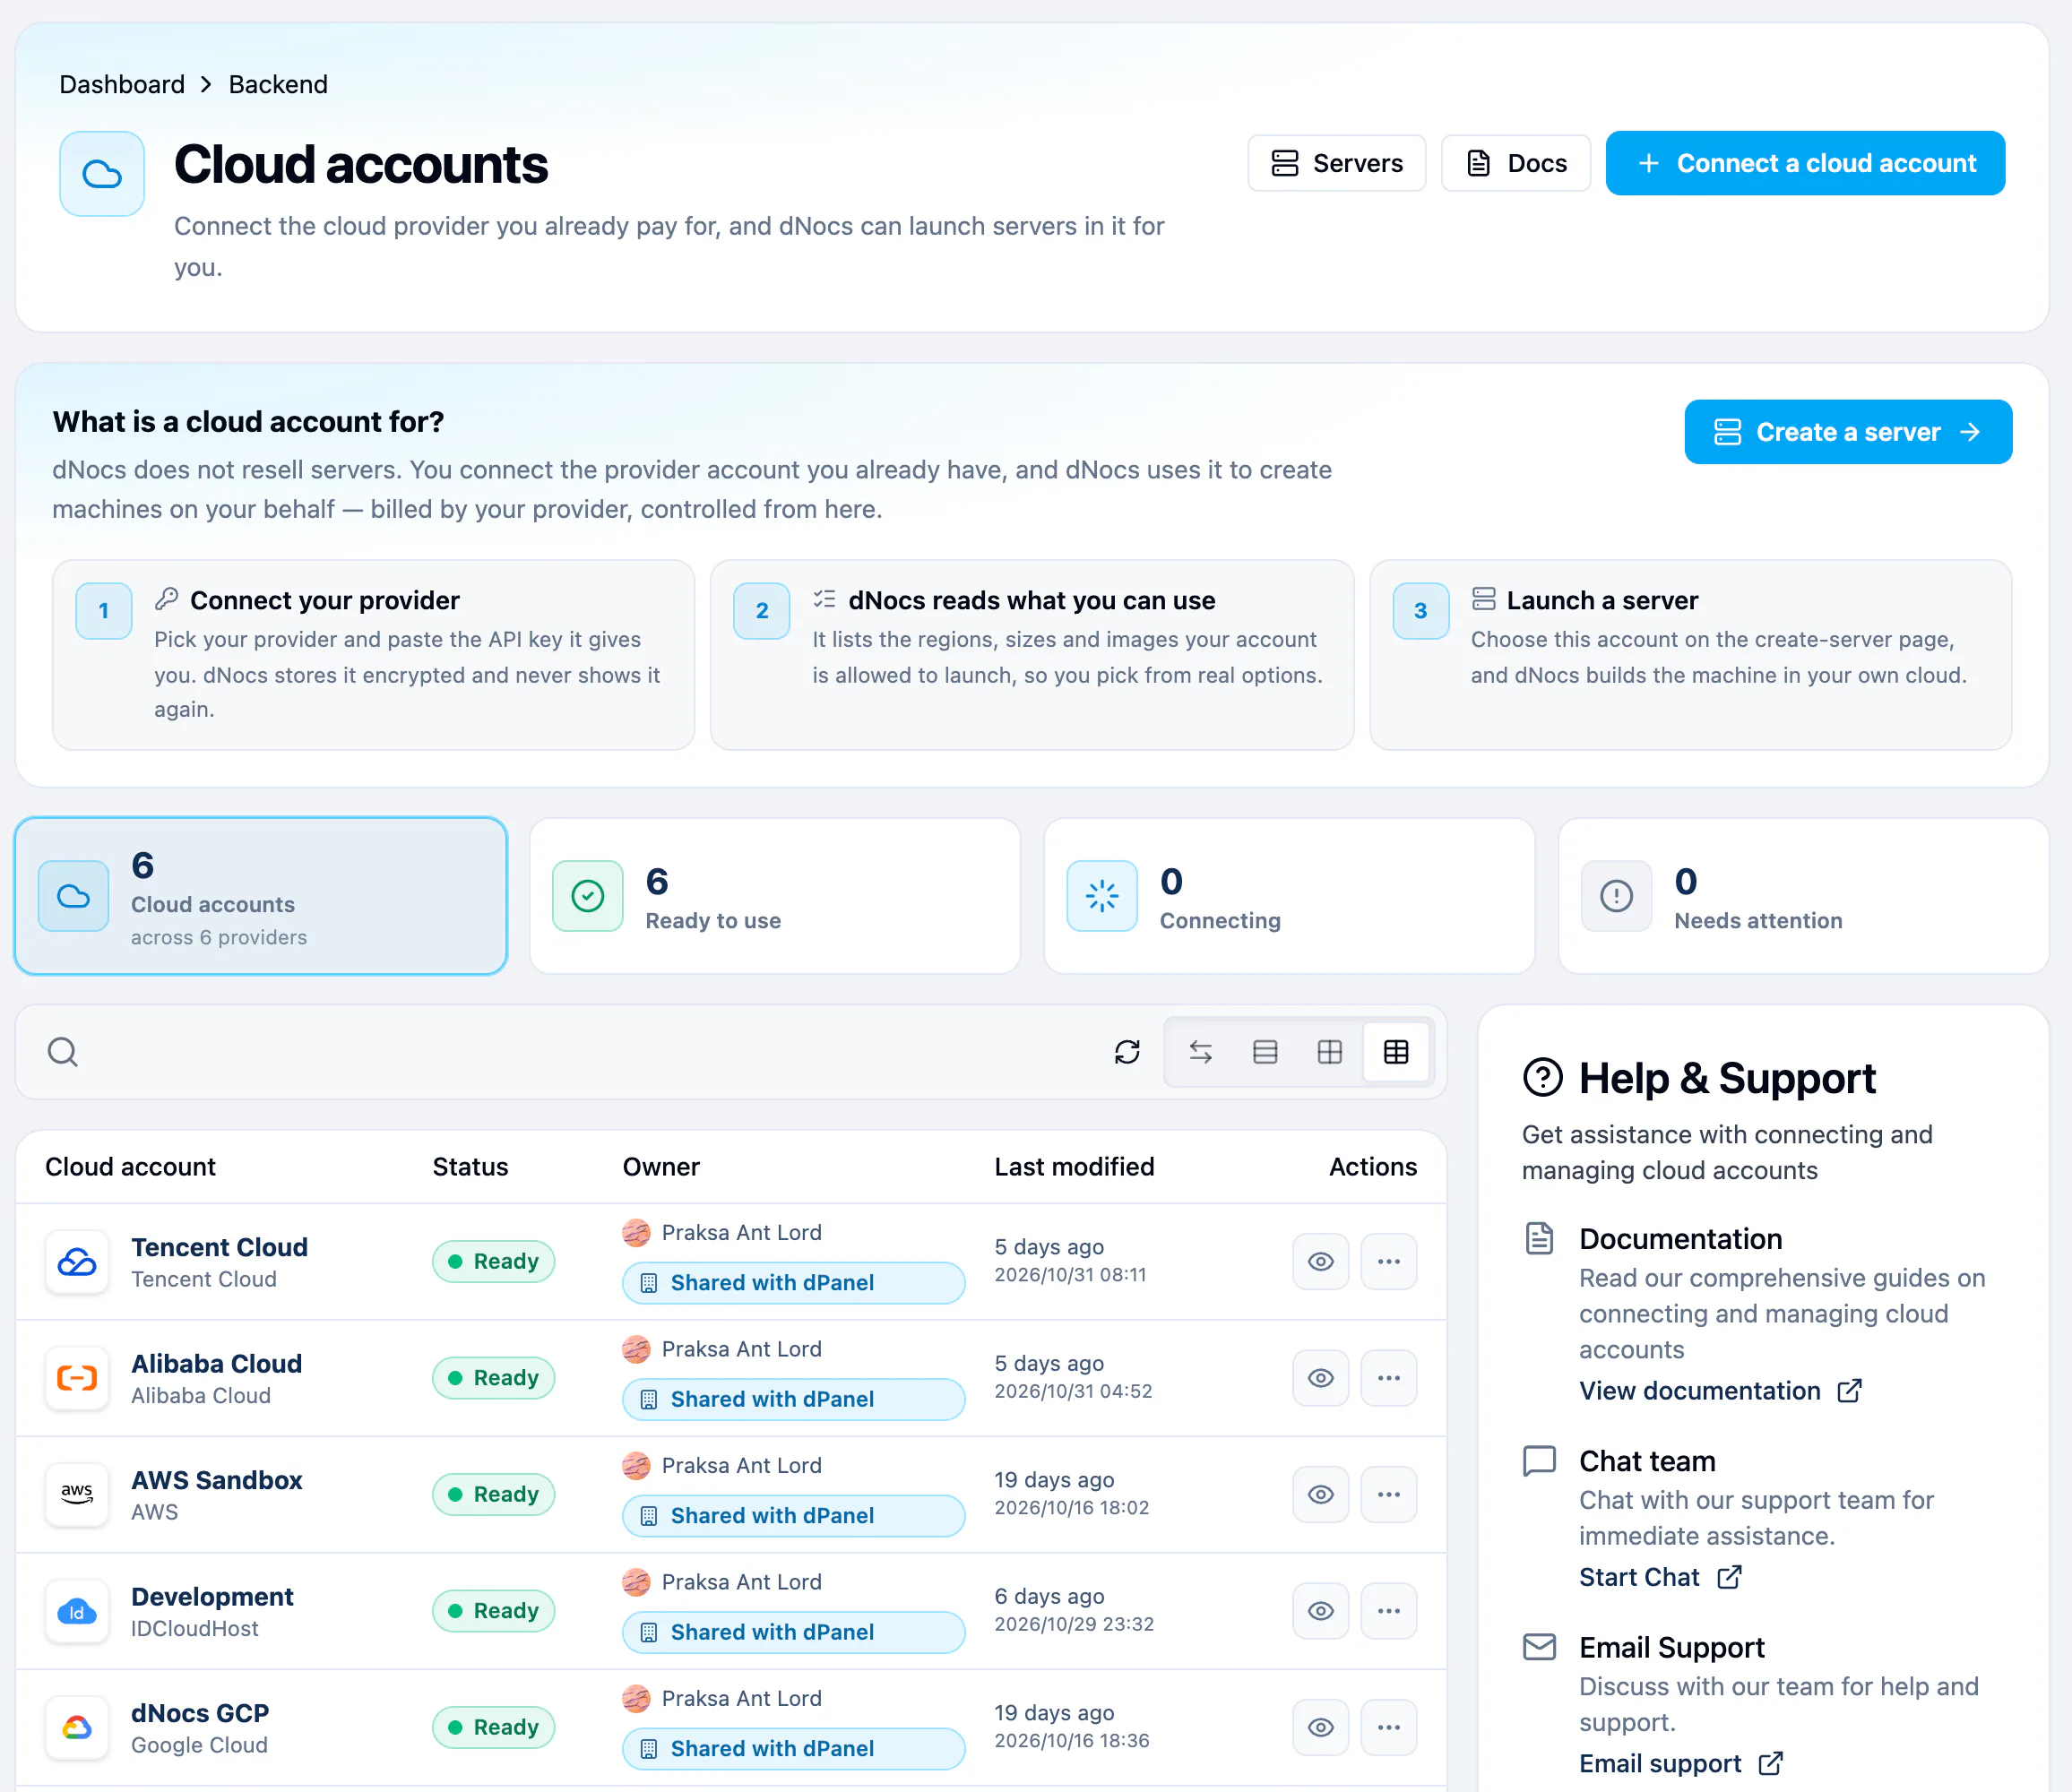 Dashboard > Backend
Cloud accounts
Connect the cloud provider you already pay for, and dNocs can launch servers in it for
you.
Servers
Docs
+ Connect a cloud account
What is a cloud account for?
dNocs does not resell servers. You connect the provider account you already have, and dNocs uses it to create
machines on your behalf — billed by your provider, controlled from here.
Create a server →
1
Connect your provider
Pick your provider and paste the API key it gives
you. dNocs stores it encrypted and never shows it
again.
2
dNocs reads what you can use
It lists the regions, sizes and images your account
is allowed to launch, so you pick from real options.
3
Launch a server
Choose this account on the create-server page,
and dNocs builds the machine in your own cloud.
6
Cloud accounts
across 6 providers
6
Ready to use
0
Connecting
0
Needs attention
Cloud account Status Owner Last modified Actions
Tencent Cloud
Tencent Cloud
Ready
Praksa Ant Lord
Shared with dPanel
5 days ago
2026/10/31 08:11
Alibaba Cloud
Alibaba Cloud
Ready
Praksa Ant Lord
Shared with dPanel
5 days ago
2026/10/31 04:52
aws
AWS Sandbox
AWS
Ready
Praksa Ant Lord
Shared with dPanel
19 days ago
2026/10/16 18:02
Id
Development
IDCloudHost
Ready
Praksa Ant Lord
Shared with dPanel
6 days ago
2026/10/29 23:32
dNocs GCP
Google Cloud
Ready
Praksa Ant Lord
Shared with dPanel
19 days ago
2026/10/16 18:36
Help & Support
Get assistance with connecting and
managing cloud accounts
Documentation
Read our comprehensive guides on
connecting and managing cloud
accounts
View documentation
Chat team
Chat with our support team for
immediate assistance.
Start Chat
Email Support
Discuss with our team for help and
support.
Email support